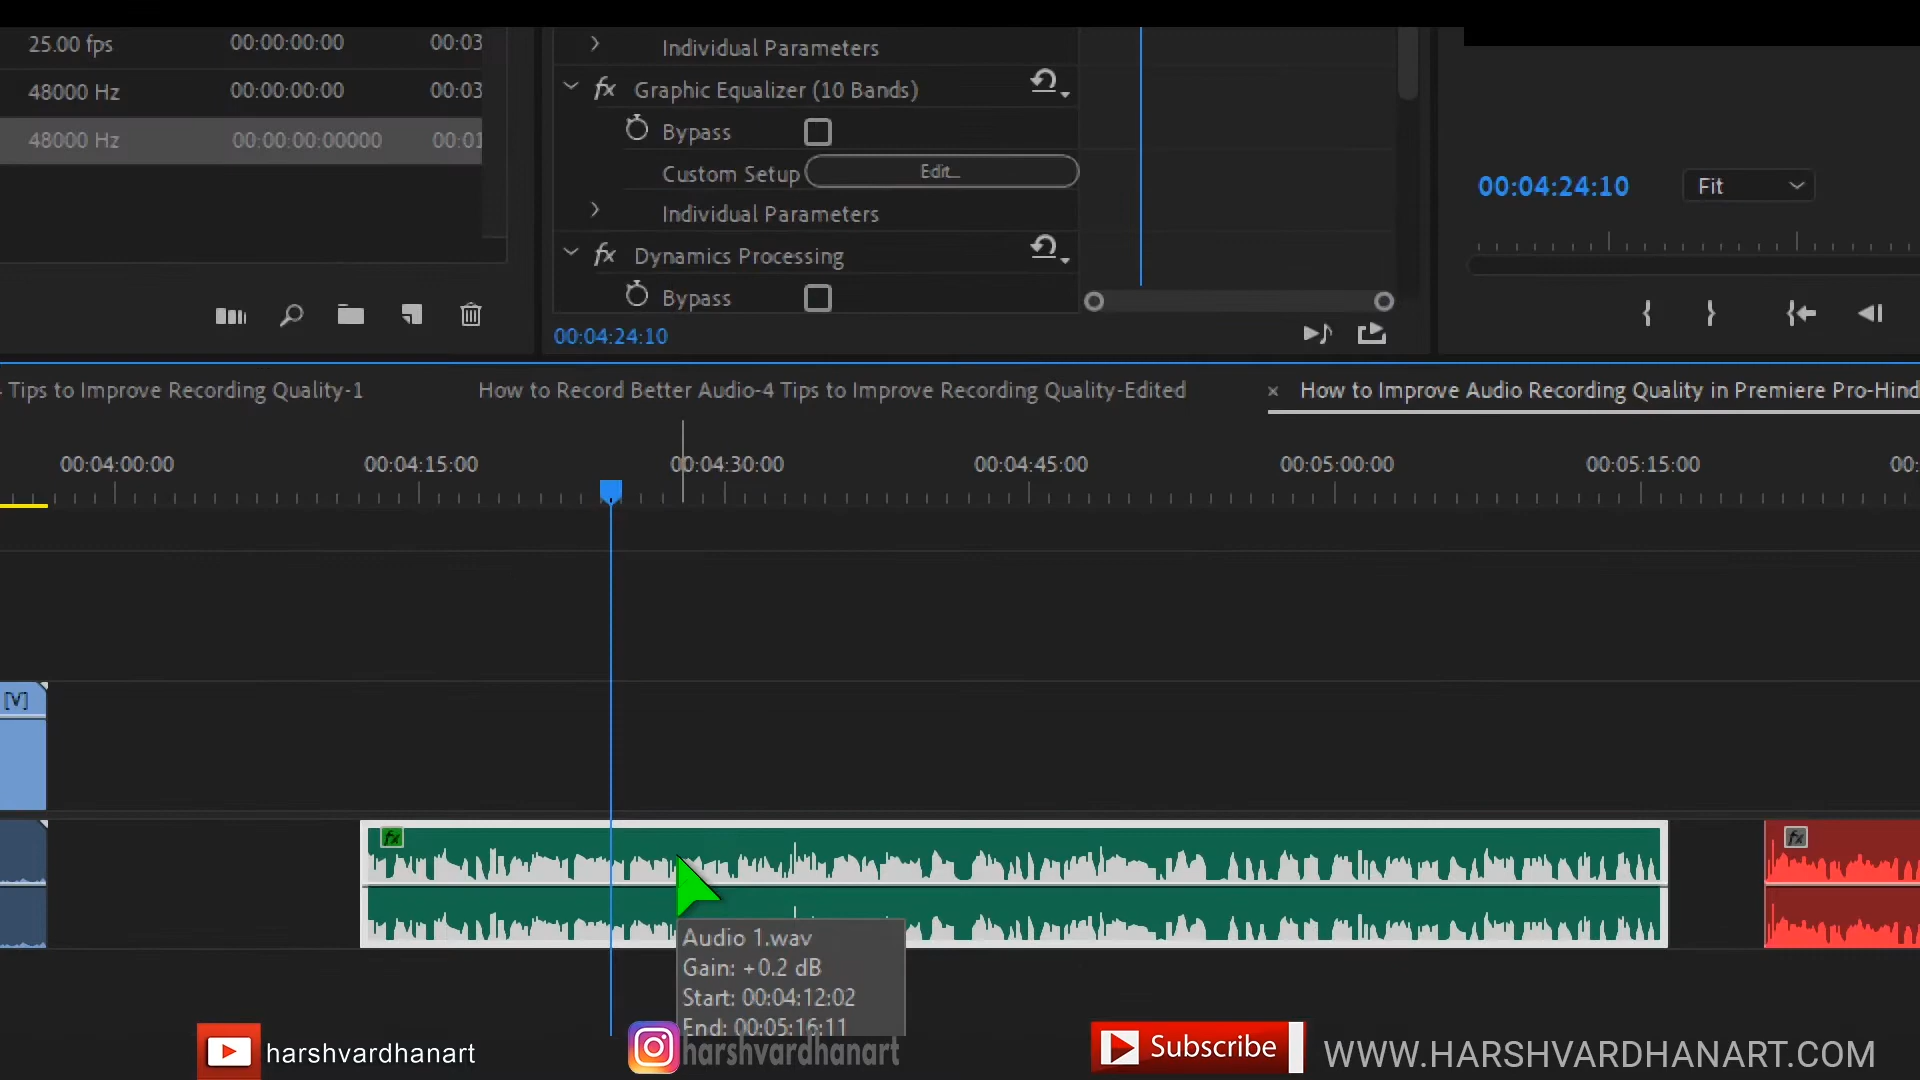 25.00 fps 00:00:00:00 00:03
48000 Hz 00:00:00:00 00:03
48000 Hz 00:00:00:00000 00:01
Individual Parameters
fx Graphic Equalizer (10 Bands)
Bypass
Custom Setup Edit...
Individual Parameters
fx Dynamics Processing
Bypass
00:04:24:10
00:04:24:10 Fit
Tips to Improve Recording Quality-1
How to Record Better Audio-4 Tips to Improve Recording Quality-Edited
× How to Improve Audio Recording Quality in Premiere Pro-Hind
00:04:00:00 00:04:15:00 00:04:30:00 00:04:45:00 00:05:00:00 00:05:15:00 00:
[V]
fx
fx
Audio 1.wav
Gain: +0.2 dB
Start: 00:04:12:02
End: 00:05:16:11
harshvardhanart
harshvardhanart
Subscribe
WWW.HARSHVARDHANART.COM